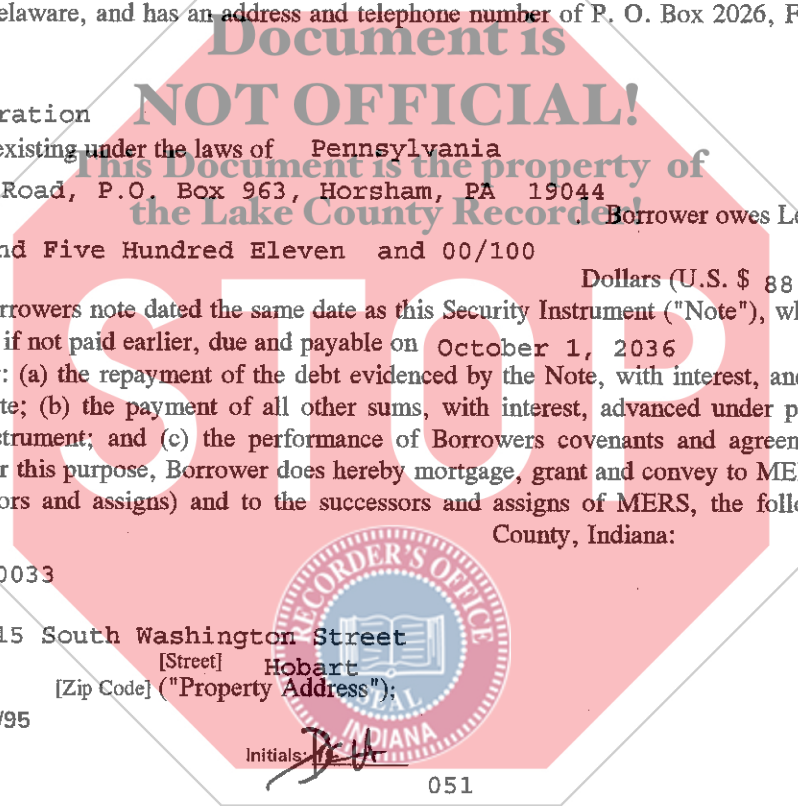 elaware, and has an address and telephone number of P. O. Box 2026, F
Document is
NOT OFFICIAL!
ration
existing under the laws of Pennsylvania
This Document is the property of
Road, P.O. Box 963, Horsham, PA 19044
the Lake County Recorder!
. Borrower owes Le
nd Five Hundred Eleven and 00/100
Dollars (U.S. $ 88
rrowers note dated the same date as this Security Instrument ("Note"), wh
if not paid earlier, due and payable on October 1, 2036
: (a) the repayment of the debt evidenced by the Note, with interest, and
te; (b) the payment of all other sums, with interest, advanced under p
strument; and (c) the performance of Borrowers covenants and agreem
r this purpose, Borrower does hereby mortgage, grant and convey to ME
ors and assigns) and to the successors and assigns of MERS, the follo
County, Indiana:
STOP
0033
RECORDER'S OFFICE
15 South Washington Street
[Street] Hobart
[Zip Code] ("Property Address");
SEAL
/95
INDIANA
Initials:
051